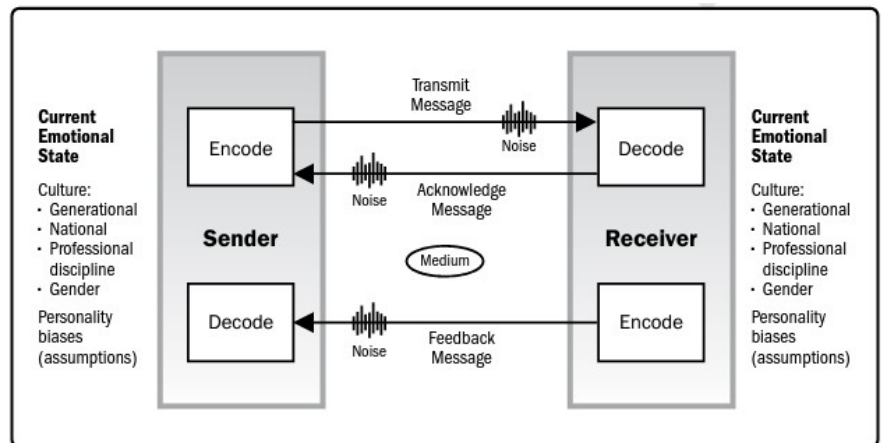 Current
Emotional
State
Culture:
· Generational
· National
· Professional
discipline
· Gender
Personality
biases
(assumptions)
Encode
Sender
Decode
Transmit
Message
Noise
Noise
Acknowledge
Message
Medium
Noise
Feedback
Message
Decode
Receiver
Encode
Current
Emotional
State
Culture:
· Generational
· National
· Professional
discipline
· Gender
Personality
biases
(assumptions)